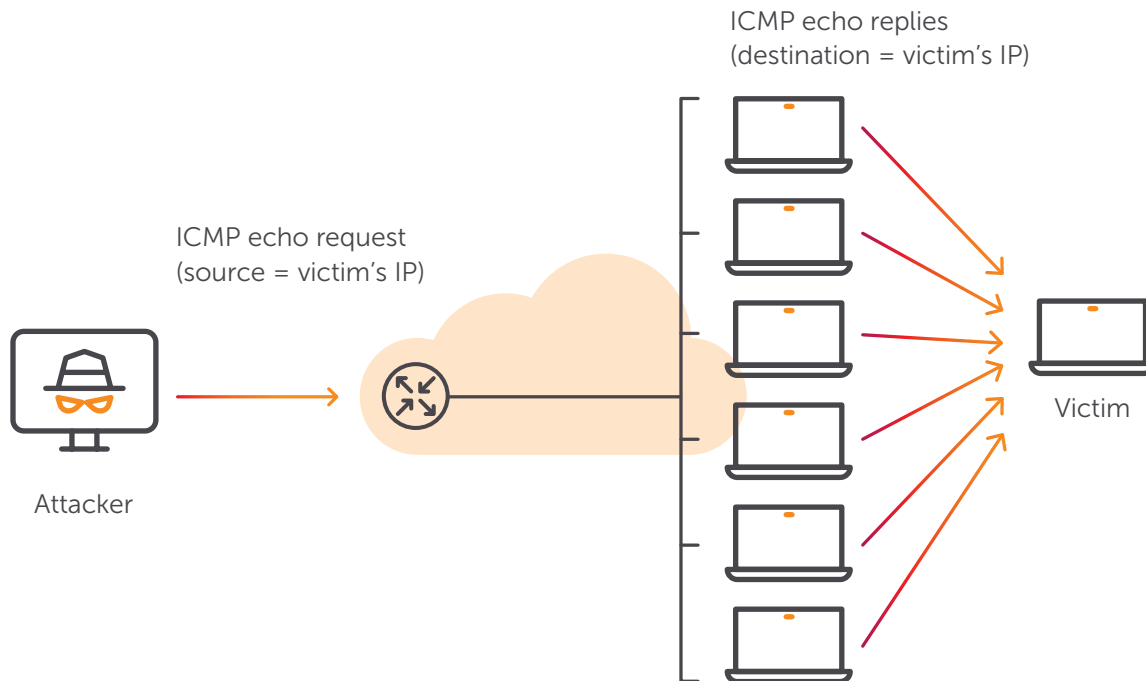 ICMP echo replies
(destination = victim’s IP)
ICMP echo request
(source = victim’s IP)
Attacker
Victim